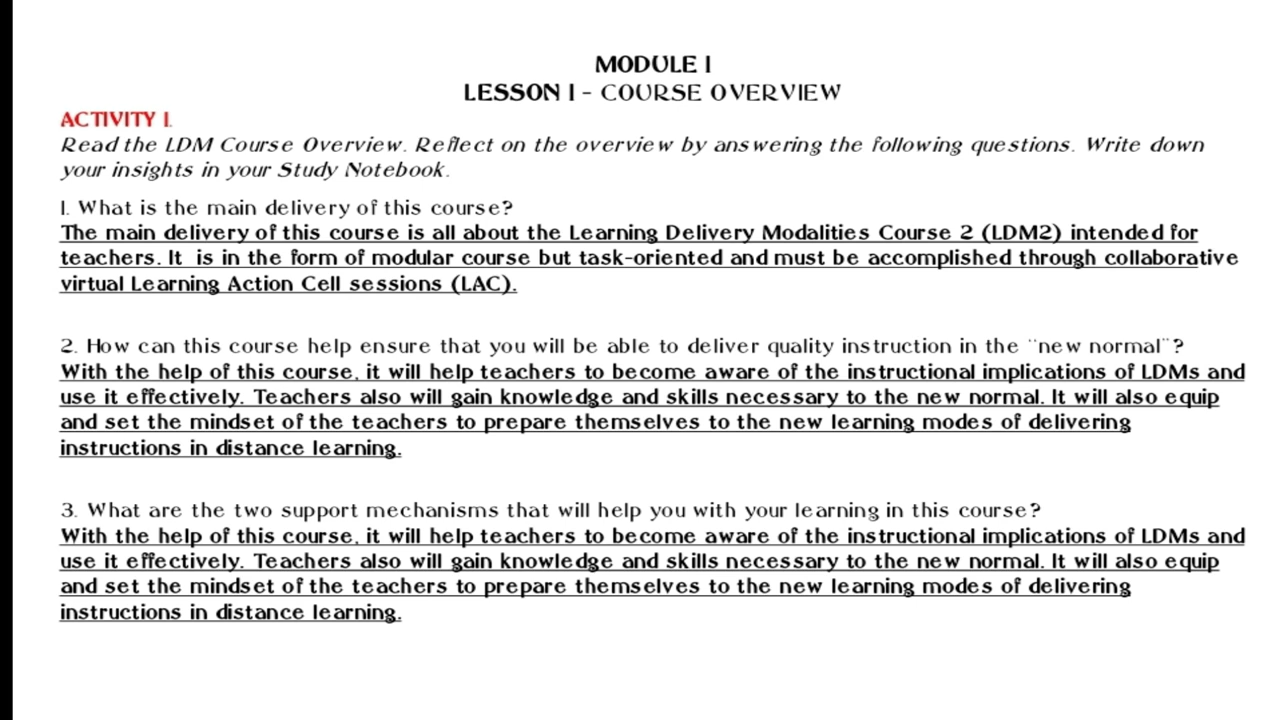 MODULE 1
LESSON 1 - COURSE OVERVIEW
ACTIVITY 1.
Read the LDM Course Overview. Reflect on the overview by answering the following questions. Write down
your insights in your Study Notebook.
1. What is the main delivery of this course?
The main delivery of this course is all about the Learning Delivery Modalities Course 2 (LDM2) intended for
teachers. It is in the form of modular course but task-oriented and must be accomplished through collaborative
virtual Learning Action Cell sessions (LAC).
2. How can this course help ensure that you will be able to deliver quality instruction in the "new normal"?
With the help of this course, it will help teachers to become aware of the instructional implications of LDMs and
use it effectively. Teachers also will gain knowledge and skills necessary to the new normal. It will also equip
and set the mindset of the teachers to prepare themselves to the new learning modes of delivering
instructions in distance learning.
3. What are the two support mechanisms that will help you with your learning in this course?
With the help of this course, it will help teachers to become aware of the instructional implications of LDMs and
use it effectively. Teachers also will gain knowledge and skills necessary to the new normal. It will also equip
and set the mindset of the teachers to prepare themselves to the new learning modes of delivering
instructions in distance learning.